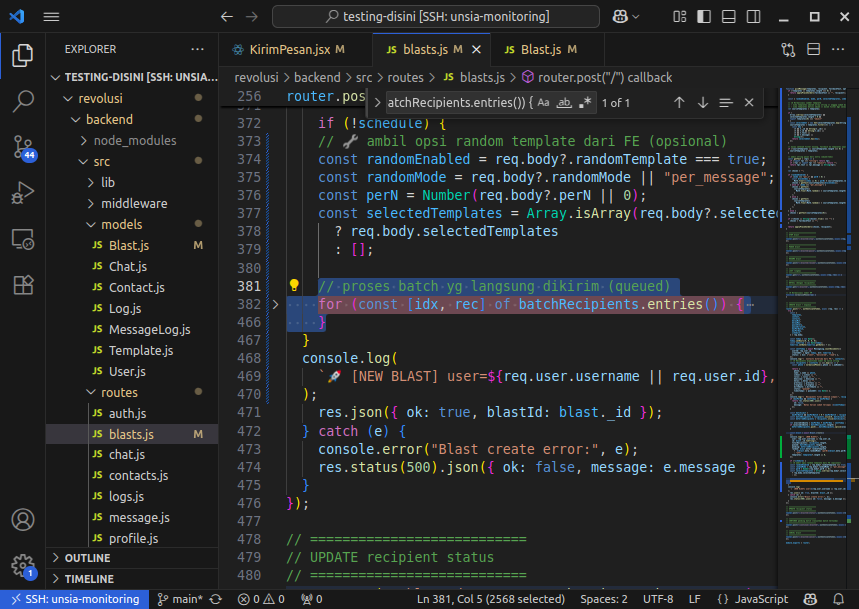 testing-disini [SSH: unsia-monitoring]
EXPLORER
TESTING-DISINI [SSH: UNSIA...
revolusi
backend
node_modules
src
lib
middleware
models
JS Blast.js M
JS Chat.js
JS Contact.js
JS Log.js
JS MessageLog.js
JS Template.js
JS User.js
routes
JS auth.js
JS blasts.js M
JS chat.js
JS contacts.js
JS logs.js
JS message.js
JS profile.js
OUTLINE
TIMELINE
44
1
KirimPesan.jsx M
JS blasts.js M
JS Blast.js M
revolusi > backend > src > routes > JS blasts.js > router.post("/") callback
256 router.pos
atchRecipients.entries()) { Aa ab .* 1 of 1
372 if (!schedule) {
373 // 🔧 ambil opsi random template dari FE (opsional)
374 const randomEnabled = req.body?.randomTemplate === true;
375 const randomMode = req.body?.randomMode || "per_message";
376 const perN = Number(req.body?.perN || 0);
377 const selectedTemplates = Array.isArray(req.body?.selecte
378 ? req.body.selectedTemplates
379 : [];
380
381 // proses batch yg langsung dikirim (queued)
382 for (const [idx, rec] of batchRecipients.entries()) {
466 }
467 }
468 console.log(
469 `🚀 [NEW BLAST] user=${req.user.username || req.user.id},
470 );
471 res.json({ ok: true, blastId: blast._id });
472 } catch (e) {
473 console.error("Blast create error:", e);
474 res.status(500).json({ ok: false, message: e.message });
475 }
476 });
477
478 // ===========================
479 // UPDATE recipient status
480 // ===========================
SSH: unsia-monitoring main* 0 0 0 Ln 381, Col 5 (2568 selected) Spaces: 2 UTF-8 LF {} JavaScript